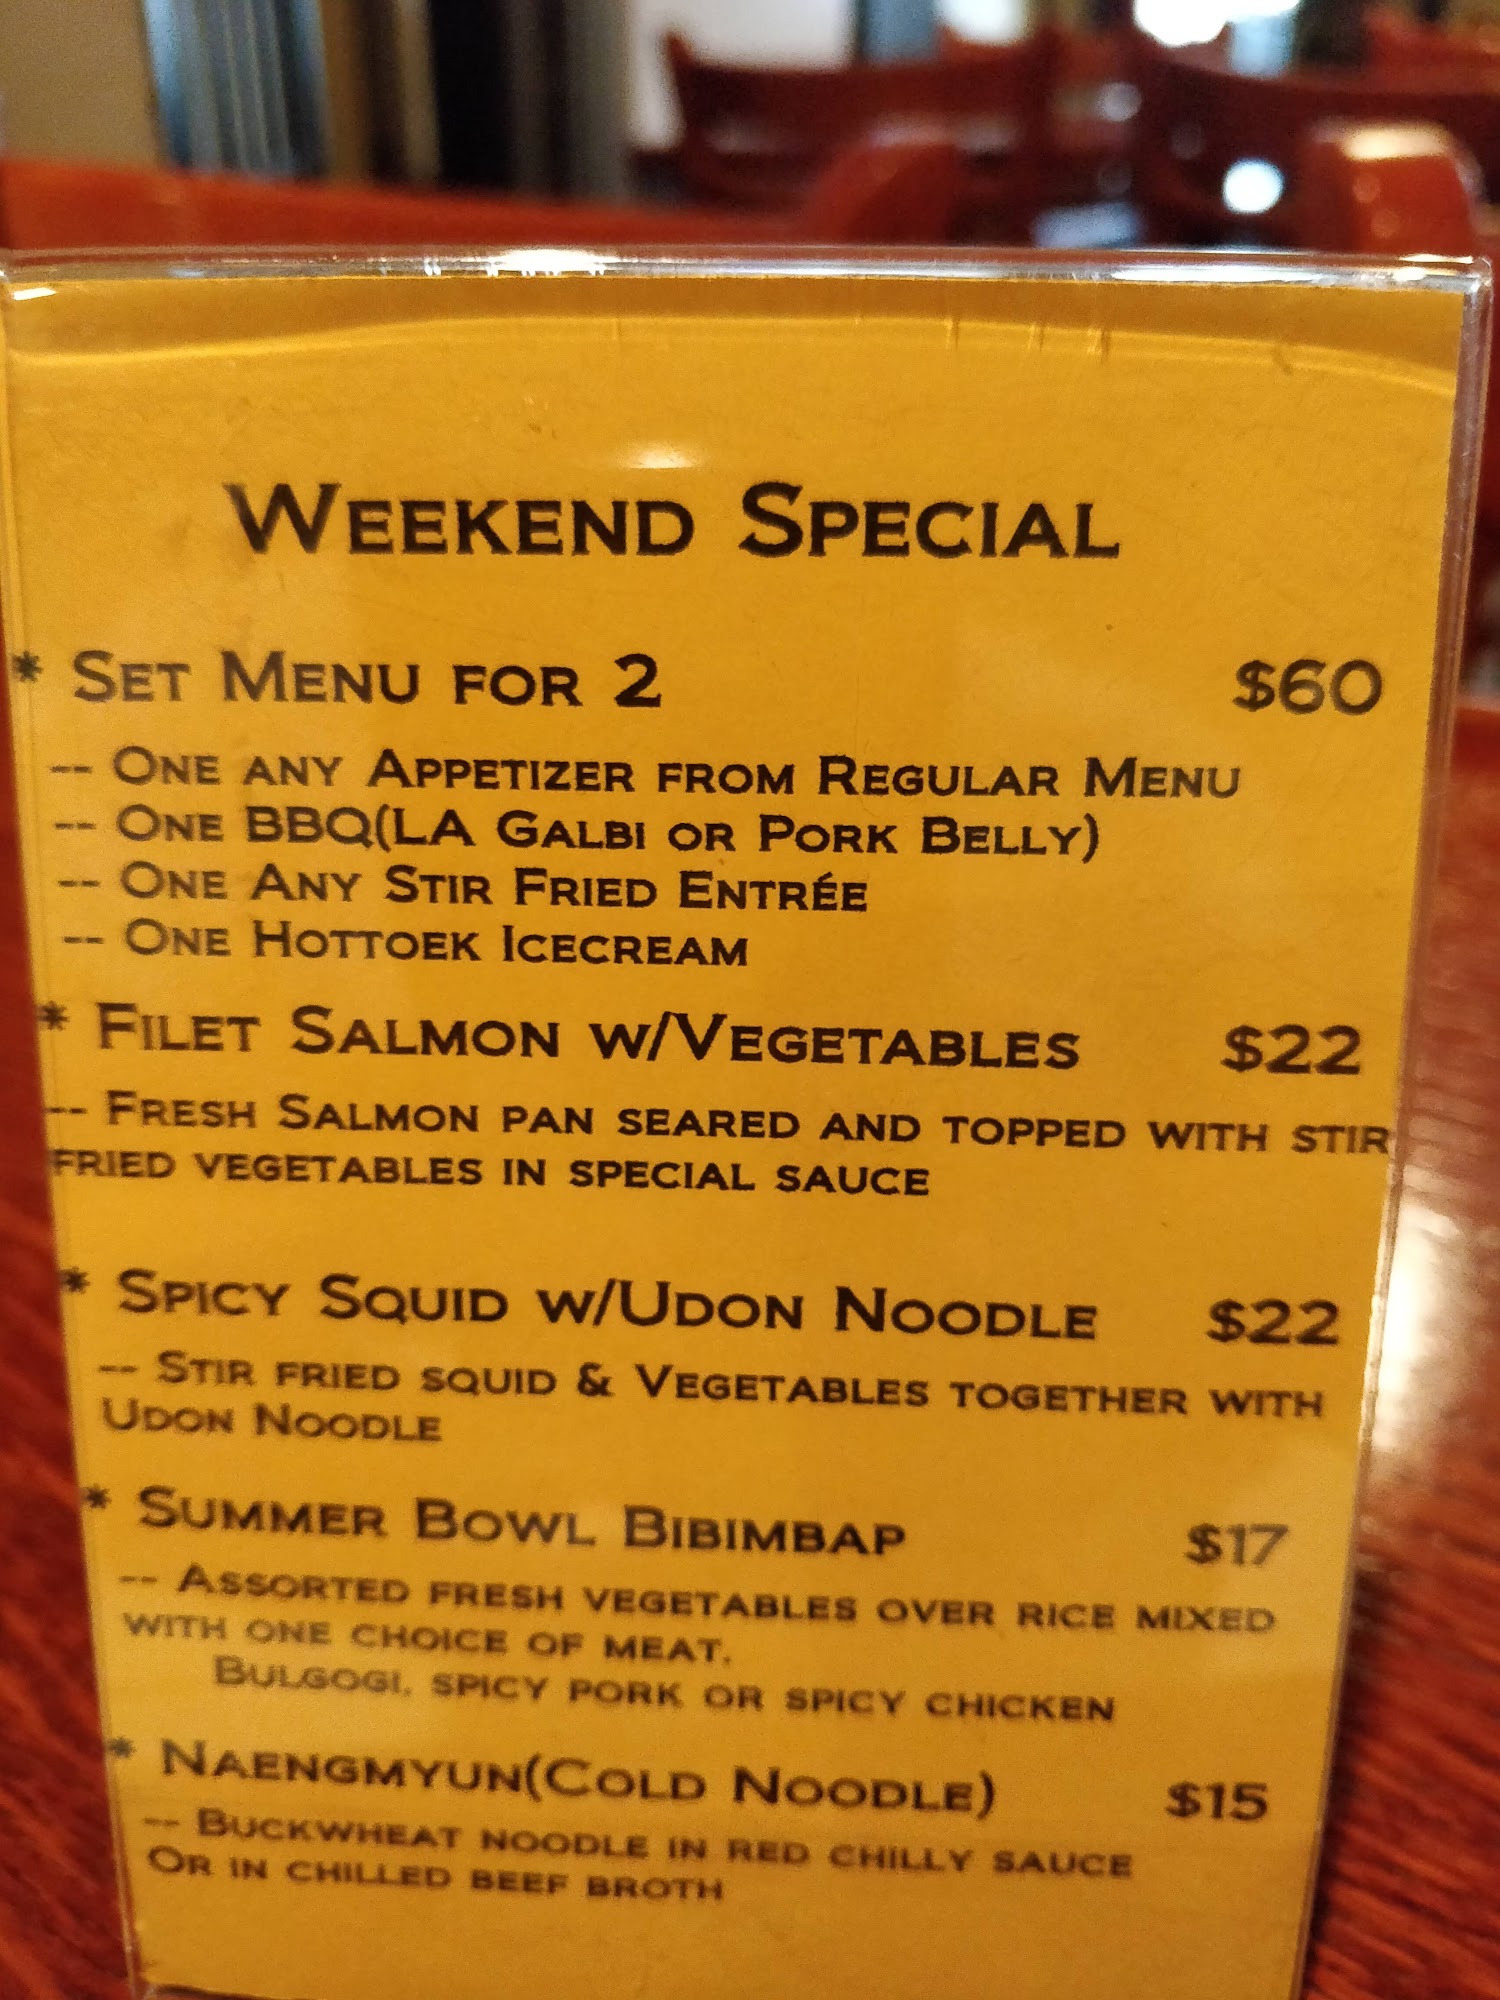 Weekend Special
* Set Menu for 2 $60
-- One any Appetizer from Regular Menu
-- One BBQ(LA Galbi or Pork Belly)
-- One Any Stir Fried Entrée
-- One Hottoek Icecream
* Filet Salmon w/Vegetables $22
-- Fresh Salmon pan seared and topped with stir
fried vegetables in special sauce
* Spicy Squid w/Udon Noodle $22
-- Stir fried squid & Vegetables together with
Udon Noodle
* Summer Bowl Bibimbap $17
-- Assorted fresh vegetables over rice mixed
with one choice of meat.
Bulgogi, spicy pork or spicy chicken
* Naengmyun(Cold Noodle) $15
-- Buckwheat noodle in red chilly sauce
Or in chilled beef broth